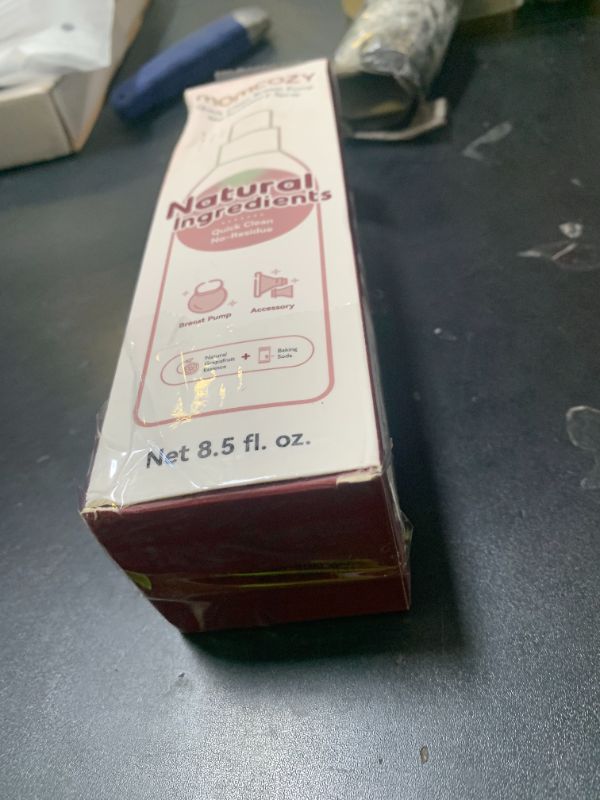 momcozy
Natural
Ingredients
Quick Clean
No-Residue
Breast Pump
Accessory
Natural
Grapefruit
Essence
+
Baking
Soda
Net 8.5 fl. oz.